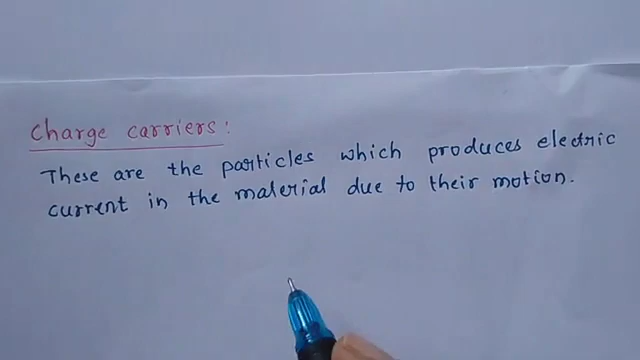 Charge carriers:
These are the particles which produces electric
current in the material due to their motion.